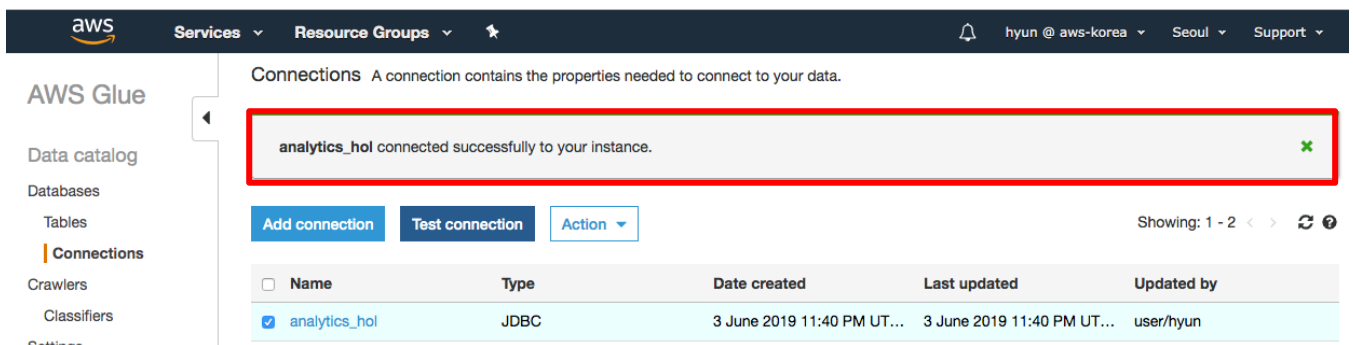 aws Services Resource Groups hyun @ aws-korea Seoul Support
AWS Glue
Data catalog
Databases
Tables
Connections
Crawlers
Classifiers
Settings
Connections A connection contains the properties needed to connect to your data.
analytics_hol connected successfully to your instance.
Add connection Test connection Action Showing: 1 - 2 < >
Name Type Date created Last updated Updated by
analytics_hol JDBC 3 June 2019 11:40 PM UT... 3 June 2019 11:40 PM UT... user/hyun